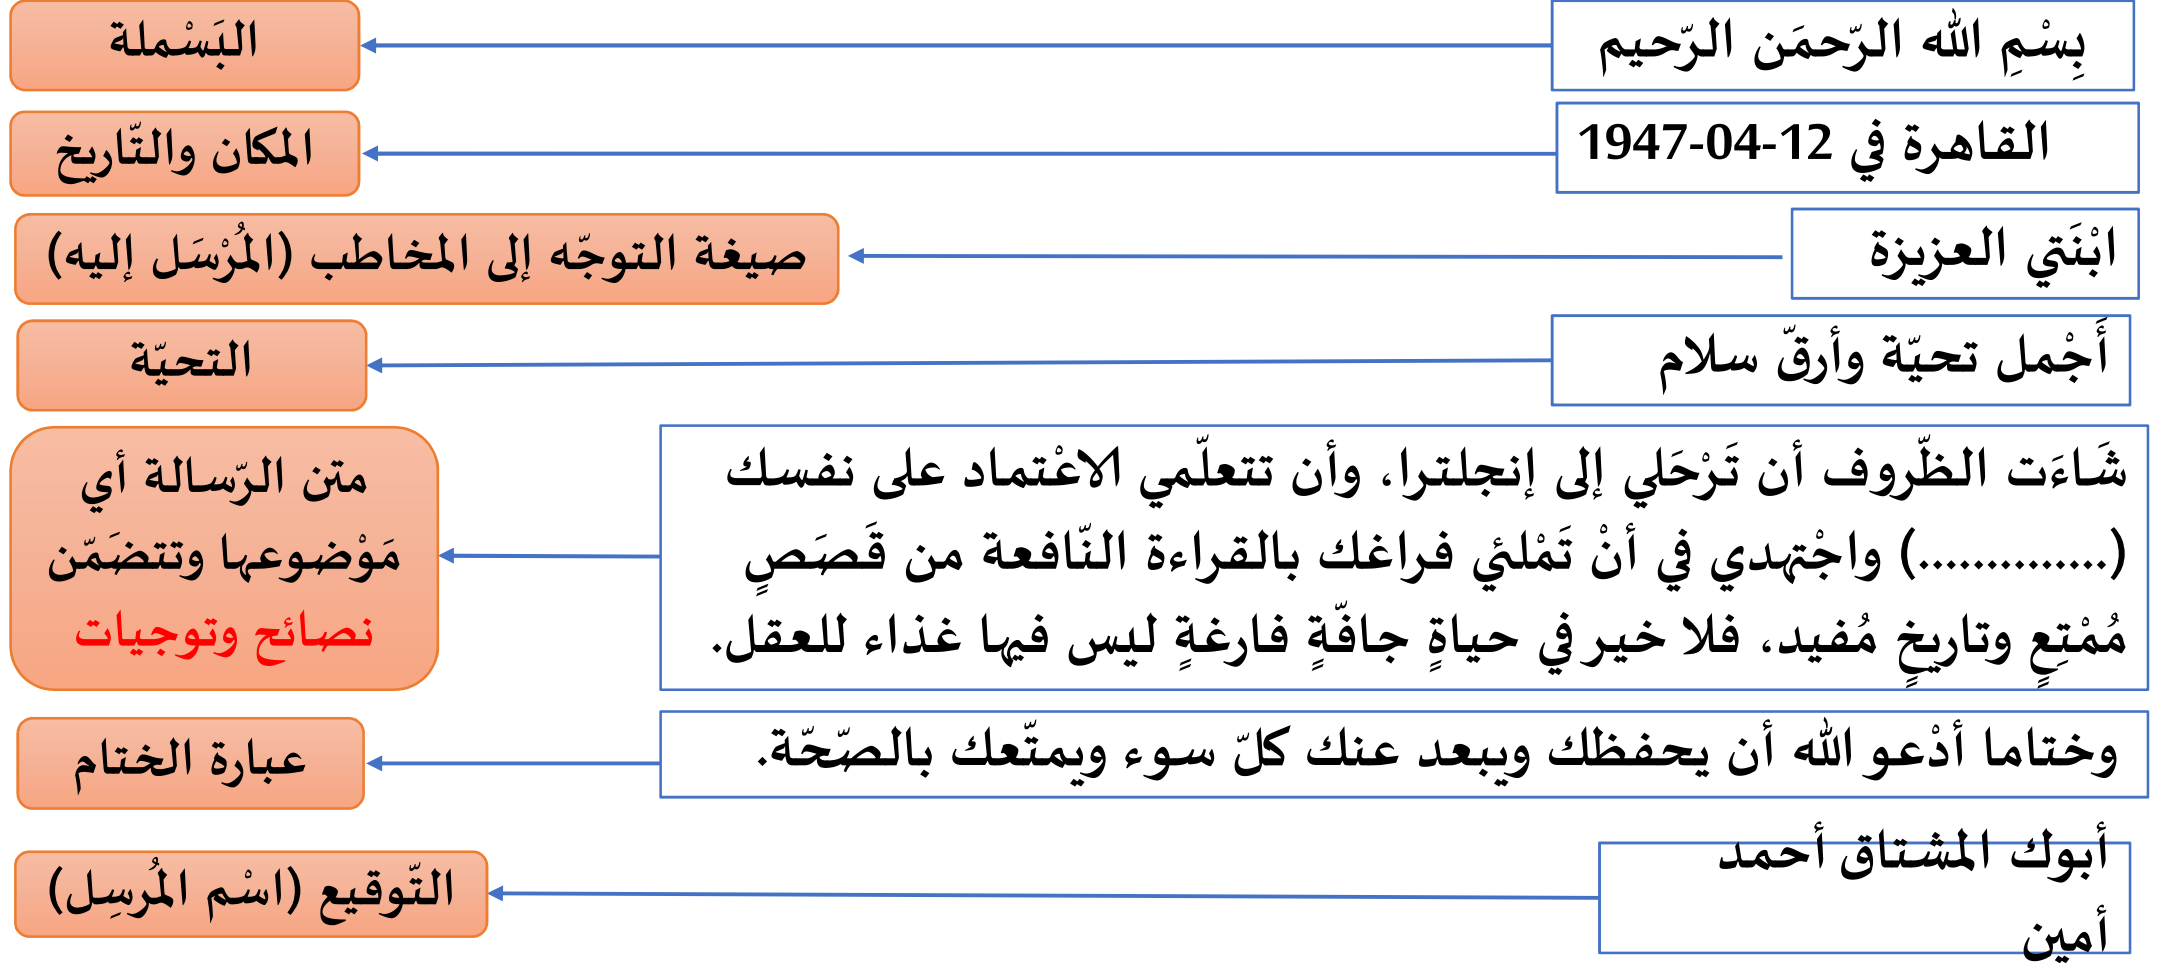 بِسْمِ الله الرّحمَن الرّحيم
البَسْملة
القاهرة في 12-04-1947
المكان والتّاريخ
ابْنَتي العزيزة
صيغة التوجّه إلى المخاطب (المُرْسَل إليه)
أَجْمل تحيّة وأرقّ سلام
التحيّة
شَاءَت الظّروف أن تَرْحَلي إلى إنجلترا، وأن تتعلّمي الاعْتماد على نفسك
(..............) واجْتهدي في أنْ تَمْلئي فراغك بالقراءة النّافعة من قَصَصٍ
مُمْتِعٍ وتاريخٍ مُفيد، فلا خير في حياةٍ جافّةٍ فارغةٍ ليس فيها غذاء للعقل.
متن الرّسالة أي
مَوْضوعها وتتضَمّن
نصائح وتوجيات
وختاما أدْعو الله أن يحفظك ويبعد عنك كلّ سوء ويمتّعك بالصّحّة.
عبارة الختام
أبوك المشتاق أحمد
أمين
التّوقيع (اسْم المُرسِل)